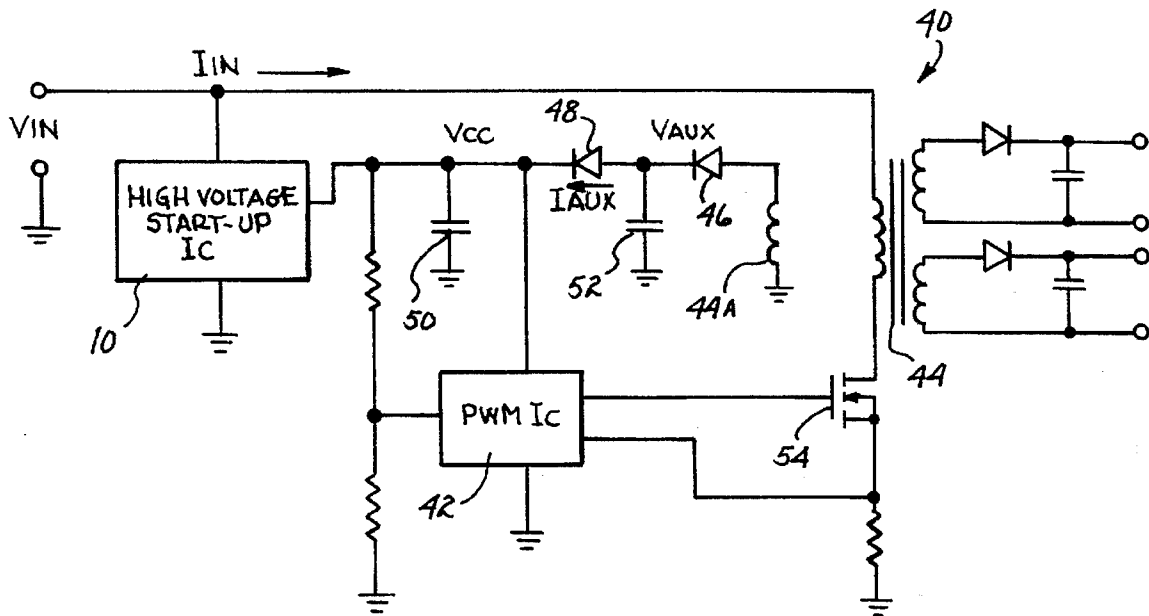 40
IIN
VIN
48
VCC
VAUX
HIGH VOLTAGE
START-UP
IC
IAUX
46
52
50
44A
10
44
PWM IC
54
42